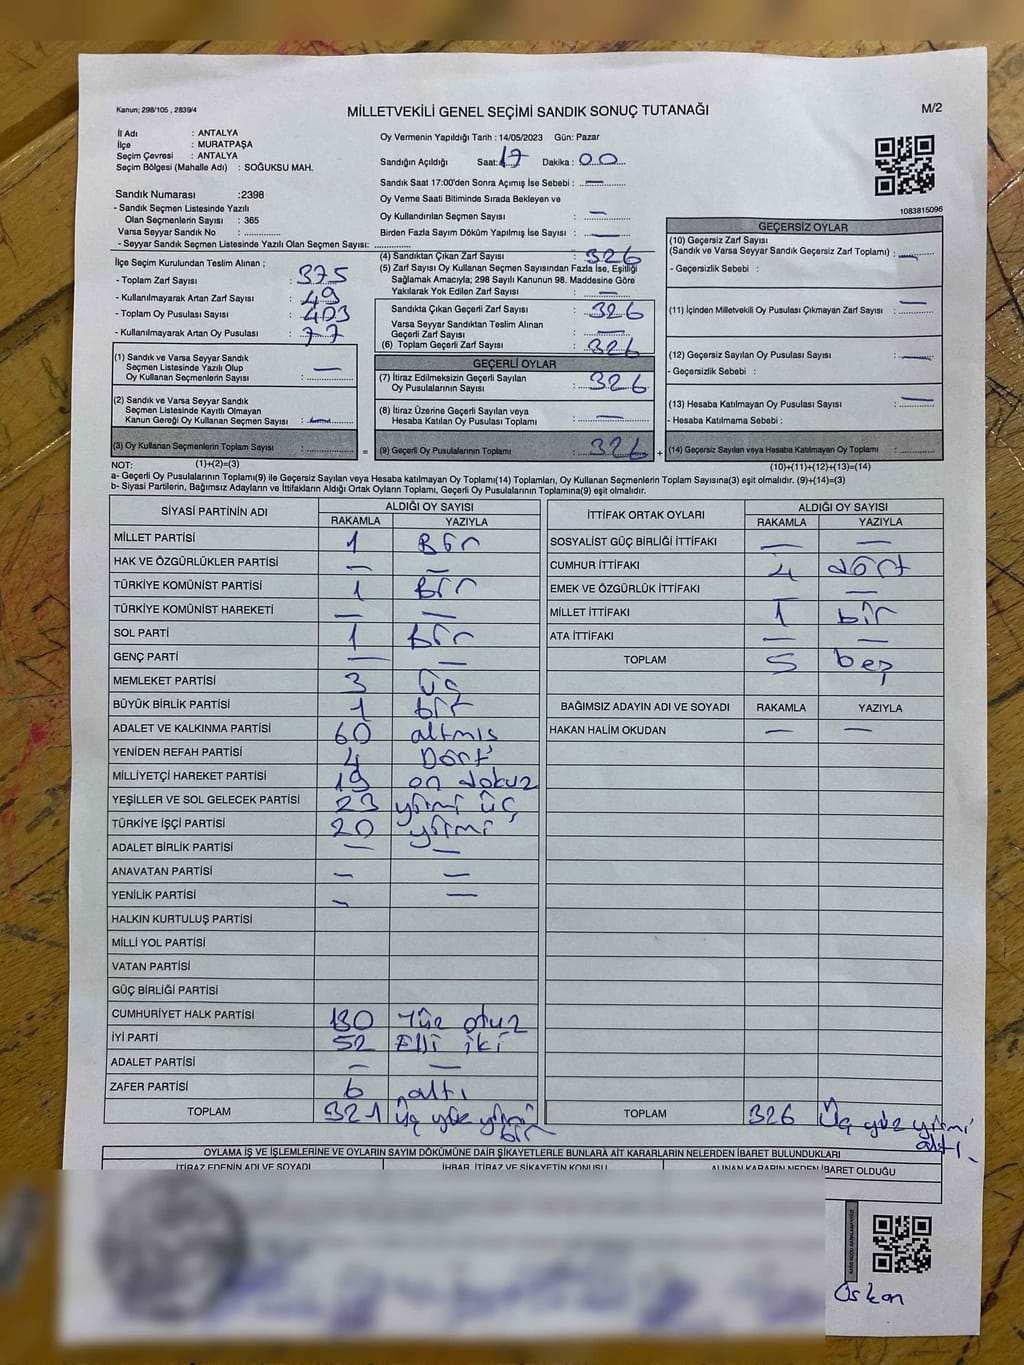 Kanun; 298/105 , 2839/4
MİLLETVEKİLİ GENEL SEÇİMİ SANDIK SONUÇ TUTANAĞI
M/2
İl Adı : ANTALYA
İlçe : MURATPAŞA
Seçim Çevresi : ANTALYA
Seçim Bölgesi (Mahalle Adı) : SOĞUKSU MAH.
Sandık Numarası :2398
- Sandık Seçmen Listesinde Yazılı
Olan Seçmenlerin Sayısı : 365
Varsa Seyyar Sandık No : ..............
- Seyyar Sandık Seçmen Listesinde Yazılı Olan Seçmen Sayısı: ..............
İlçe Seçim Kurulundan Teslim Alınan ;
- Toplam Zarf Sayısı : 375
- Kullanılmayarak Artan Zarf Sayısı : 49
- Toplam Oy Pusulası Sayısı : 403
- Kullanılmayarak Artan Oy Pusulası : 77
(1) Sandık ve Varsa Seyyar Sandık
Seçmen Listesinde Yazılı Olup
Oy Kullanan Seçmenlerin Sayısı : — 
(2) Sandık ve Varsa Seyyar Sandık
Seçmen Listesinde Kayıtlı Olmayan
Kanun Gereği Oy Kullanan Seçmen Sayısı : —
(3) Oy Kullanan Seçmenlerin Toplam Sayısı : ..............
Oy Vermenin Yapıldığı Tarih : 14/05/2023 Gün: Pazar
Sandığın Açıldığı Saat: 17 Dakika : 00
Sandık Saat 17:00'den Sonra Açımış İse Sebebi : —
Oy Verme Saati Bitiminde Sırada Bekleyen ve
Oy Kullandırılan Seçmen Sayısı : —
Birden Fazla Sayım Döküm Yapılmış İse Sayısı : —
(4) Sandıktan Çıkan Zarf Sayısı : 326
(5) Zarf Sayısı Oy Kullanan Seçmen Sayısından Fazla İse, Eşitliği
Sağlamak Amacıyla; 298 Sayılı Kanunun 98. Maddesine Göre
Yakılarak Yok Edilen Zarf Sayısı : —
Sandıkta Çıkan Geçerli Zarf Sayısı : 326
Varsa Seyyar Sandıktan Teslim Alınan
Geçerli Zarf Sayısı : —
(6) Toplam Geçerli Zarf Sayısı : 326
GEÇERLİ OYLAR
(7) İtiraz Edilmeksizin Geçerli Sayılan
Oy Pusulalarının Sayısı : 326
(8) İtiraz Üzerine Geçerli Sayılan veya
Hesaba Katılan Oy Pusulası Toplamı : —
= (9) Geçerli Oy Pusulalarının Toplamı : 326
1083815096
GEÇERSİZ OYLAR
(10) Geçersiz Zarf Sayısı
(Sandık ve Varsa Seyyar Sandık Geçersiz Zarf Toplamı) : —
- Geçersizlik Sebebi :
(11) İçinden Milletvekili Oy Pusulası Çıkmayan Zarf Sayısı : —
(12) Geçersiz Sayılan Oy Pusulası Sayısı : —
- Geçersizlik Sebebi :
(13) Hesaba Katılmayan Oy Pusulası Sayısı : —
- Hesaba Katılmama Sebebi :
+ (14) Geçersiz Sayılan veya Hesaba Katılmayan Oy Toplamı : ..............
NOT: (1)+(2)=(3)
(10)+(11)+(12)+(13)=(14)
a- Geçerli Oy Pusulalarının Toplamı(9) ile Geçersiz Sayılan veya Hesaba katılmayan Oy Toplamı(14) Toplamları, Oy Kullanan Seçmenlerin Toplam Sayısına(3) eşit olmalıdır. (9)+(14)=(3)
b- Siyasi Partilerin, Bağımsız Adayların ve İttifakların Aldığı Ortak Oyların Toplamı, Geçerli Oy Pusulalarının Toplamına(9) eşit olmalıdır.
SİYASİ PARTİNİN ADI ALDIĞI OY SAYISI
RAKAMLA YAZIYLA
MİLLET PARTİSİ 1 Bir
HAK VE ÖZGÜRLÜKLER PARTİSİ — —
TÜRKİYE KOMÜNİST PARTİSİ 1 Bir
TÜRKİYE KOMÜNİST HAREKETİ — —
SOL PARTİ 1 Bir
GENÇ PARTİ — —
MEMLEKET PARTİSİ 3 üç
BÜYÜK BİRLİK PARTİSİ 1 bir
ADALET VE KALKINMA PARTİSİ 60 altmış
YENİDEN REFAH PARTİSİ 4 Dört
MİLLİYETÇİ HAREKET PARTİSİ 19 on dokuz
YEŞİLLER VE SOL GELECEK PARTİSİ 23 yirmi üç
TÜRKİYE İŞÇİ PARTİSİ 20 yirmi
ADALET BİRLİK PARTİSİ — —
ANAVATAN PARTİSİ — —
YENİLİK PARTİSİ — —
HALKIN KURTULUŞ PARTİSİ
MİLLİ YOL PARTİSİ
VATAN PARTİSİ
GÜÇ BİRLİĞİ PARTİSİ
CUMHURİYET HALK PARTİSİ 130 Yüz otuz
İYİ PARTİ 52 Elli iki
ADALET PARTİSİ — —
ZAFER PARTİSİ 6 altı
TOPLAM 321 Üç yüz yirmi bir
İTTİFAK ORTAK OYLARI ALDIĞI OY SAYISI
RAKAMLA YAZIYLA
SOSYALİST GÜÇ BİRLİĞİ İTTİFAKI — —
CUMHUR İTTİFAKI 4 dört
EMEK VE ÖZGÜRLÜK İTTİFAKI — —
MİLLET İTTİFAKI 1 bir
ATA İTTİFAKI — —
TOPLAM 5 beş
BAĞIMSIZ ADAYIN ADI VE SOYADI RAKAMLA YAZIYLA
HAKAN HALİM OKUDAN — —
TOPLAM 326 Üç yüz yirmi altı
OYLAMA İŞ VE İŞLEMLERİNE VE OYLARIN SAYIM DÖKÜMÜNE DAİR ŞİKAYETLERLE BUNLARA AİT KARARLARIN NELERDEN İBARET BULUNDUKLARI
İTİRAZ EDENİN ADI VE SOYADI İHBAR, İTİRAZ VE ŞİKAYETİN KONUSU ALINAN KARARIN NEDEN İBARET OLDUĞU